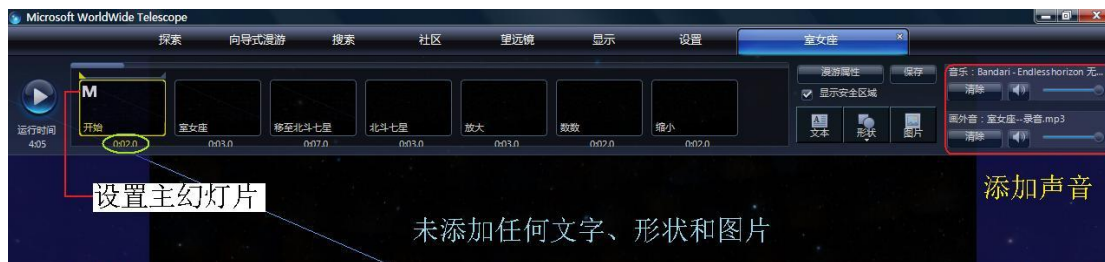 Microsoft WorldWide Telescope
探索 向导式漫游 搜索 社区 望远镜 显示 设置 室女座 ×
漫游属性 保存 音乐：Bandari - Endless horizon 无...
M 显示安全区域 清除
开始 室女座 移至北斗七星 北斗七星 放大 数数 缩小 文本 形状 图片 画外音：室女座--录音.mp3
运行时间 清除
4:05 0:02.0 0:03.0 0:07.0 0:03.0 0:03.0 0:02.0 0:02.0
设置主幻灯片 添加声音
未添加任何文字、形状和图片